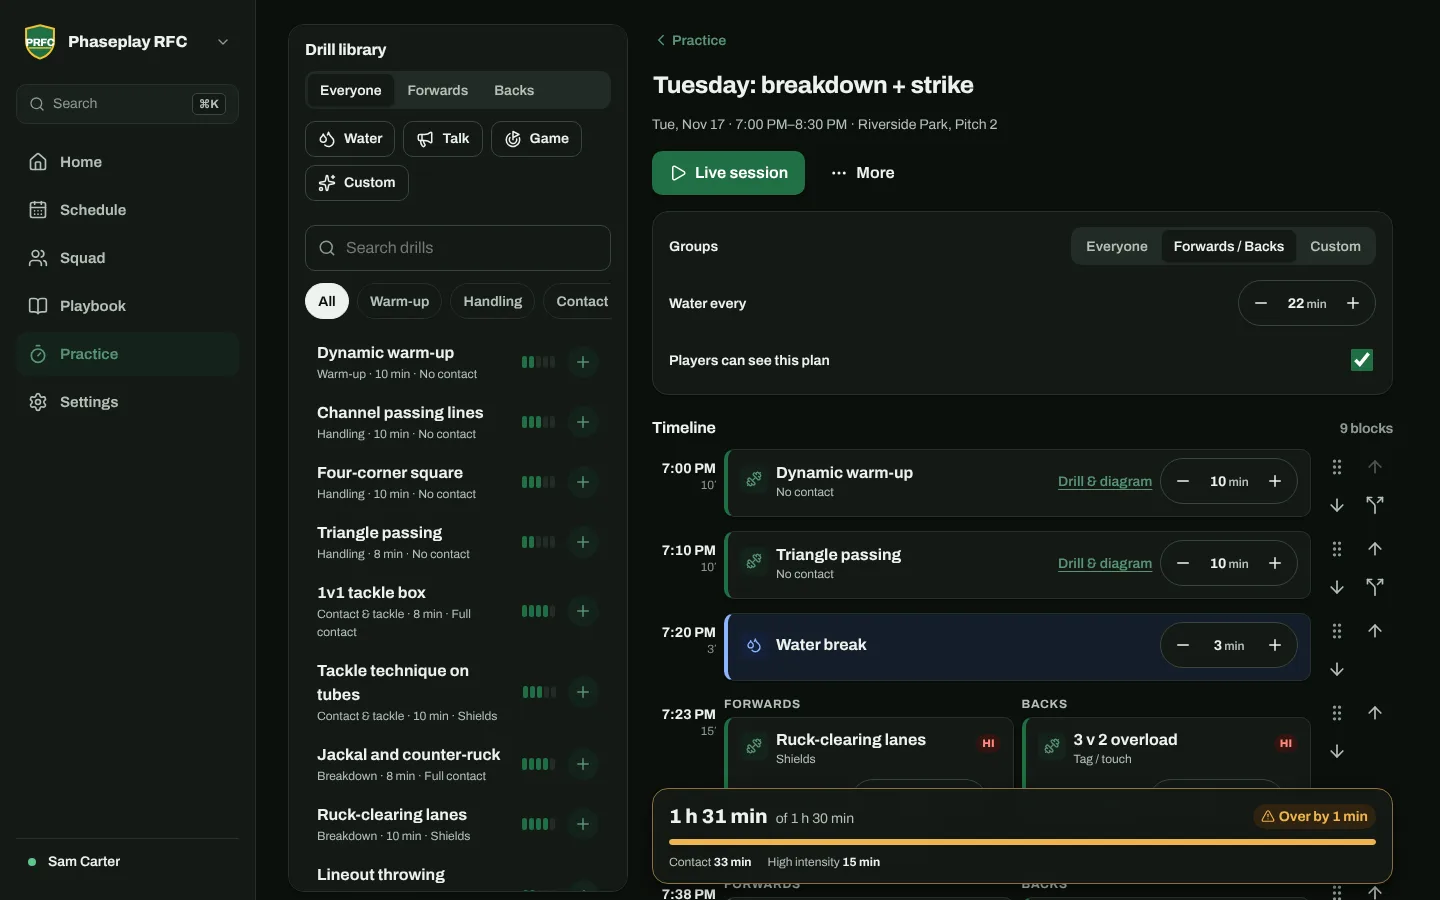 PRFC
Phaseplay RFC
Search
⌘K
Home
Schedule
Squad
Playbook
Practice
Settings
Sam Carter
Drill library
Everyone Forwards Backs
Water Talk Game
Custom
Search drills
All Warm-up Handling Contact
Dynamic warm-up
Warm-up · 10 min · No contact
Channel passing lines
Handling · 10 min · No contact
Four-corner square
Handling · 10 min · No contact
Triangle passing
Handling · 8 min · No contact
1v1 tackle box
Contact & tackle · 8 min · Full
contact
Tackle technique on
tubes
Contact & tackle · 10 min · Shields
Jackal and counter-ruck
Breakdown · 8 min · Full contact
Ruck-clearing lanes
Breakdown · 10 min · Shields
Lineout throwing
Practice
Tuesday: breakdown + strike
Tue, Nov 17 · 7:00 PM–8:30 PM · Riverside Park, Pitch 2
Live session
More
Groups
Everyone Forwards / Backs Custom
Water every
22 min
Players can see this plan
Timeline
9 blocks
7:00 PM
10'
Dynamic warm-up
No contact
Drill & diagram
10 min
7:10 PM
10'
Triangle passing
No contact
Drill & diagram
10 min
7:20 PM
3'
Water break
3 min
7:23 PM
15'
FORWARDS
Ruck-clearing lanes
Shields
HI
BACKS
3 v 2 overload
Tag / touch
HI
1 h 31 min of 1 h 30 min
Over by 1 min
Contact 33 min High intensity 15 min
7:38 PM
FORWARDS
BACKS